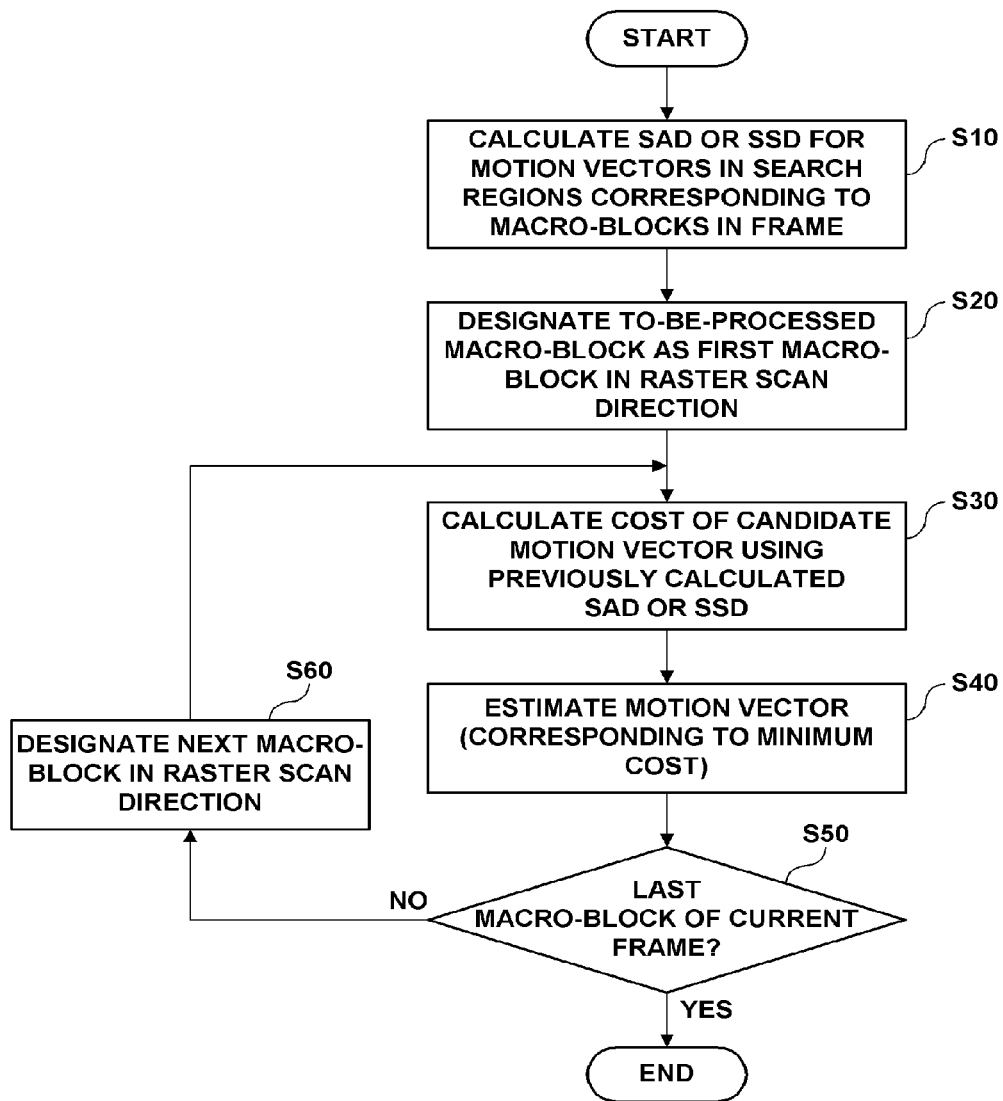 START
CALCULATE SAD OR SSD FOR
MOTION VECTORS IN SEARCH
REGIONS CORRESPONDING TO
MACRO-BLOCKS IN FRAME
S10
DESIGNATE TO-BE-PROCESSED
MACRO-BLOCK AS FIRST MACRO-
BLOCK IN RASTER SCAN
DIRECTION
S20
CALCULATE COST OF CANDIDATE
MOTION VECTOR USING
PREVIOUSLY CALCULATED
SAD OR SSD
S30
ESTIMATE MOTION VECTOR
(CORRESPONDING TO MINIMUM
COST)
S40
S60
DESIGNATE NEXT MACRO-
BLOCK IN RASTER SCAN
DIRECTION
S50
LAST
MACRO-BLOCK OF CURRENT
FRAME?
NO
YES
END